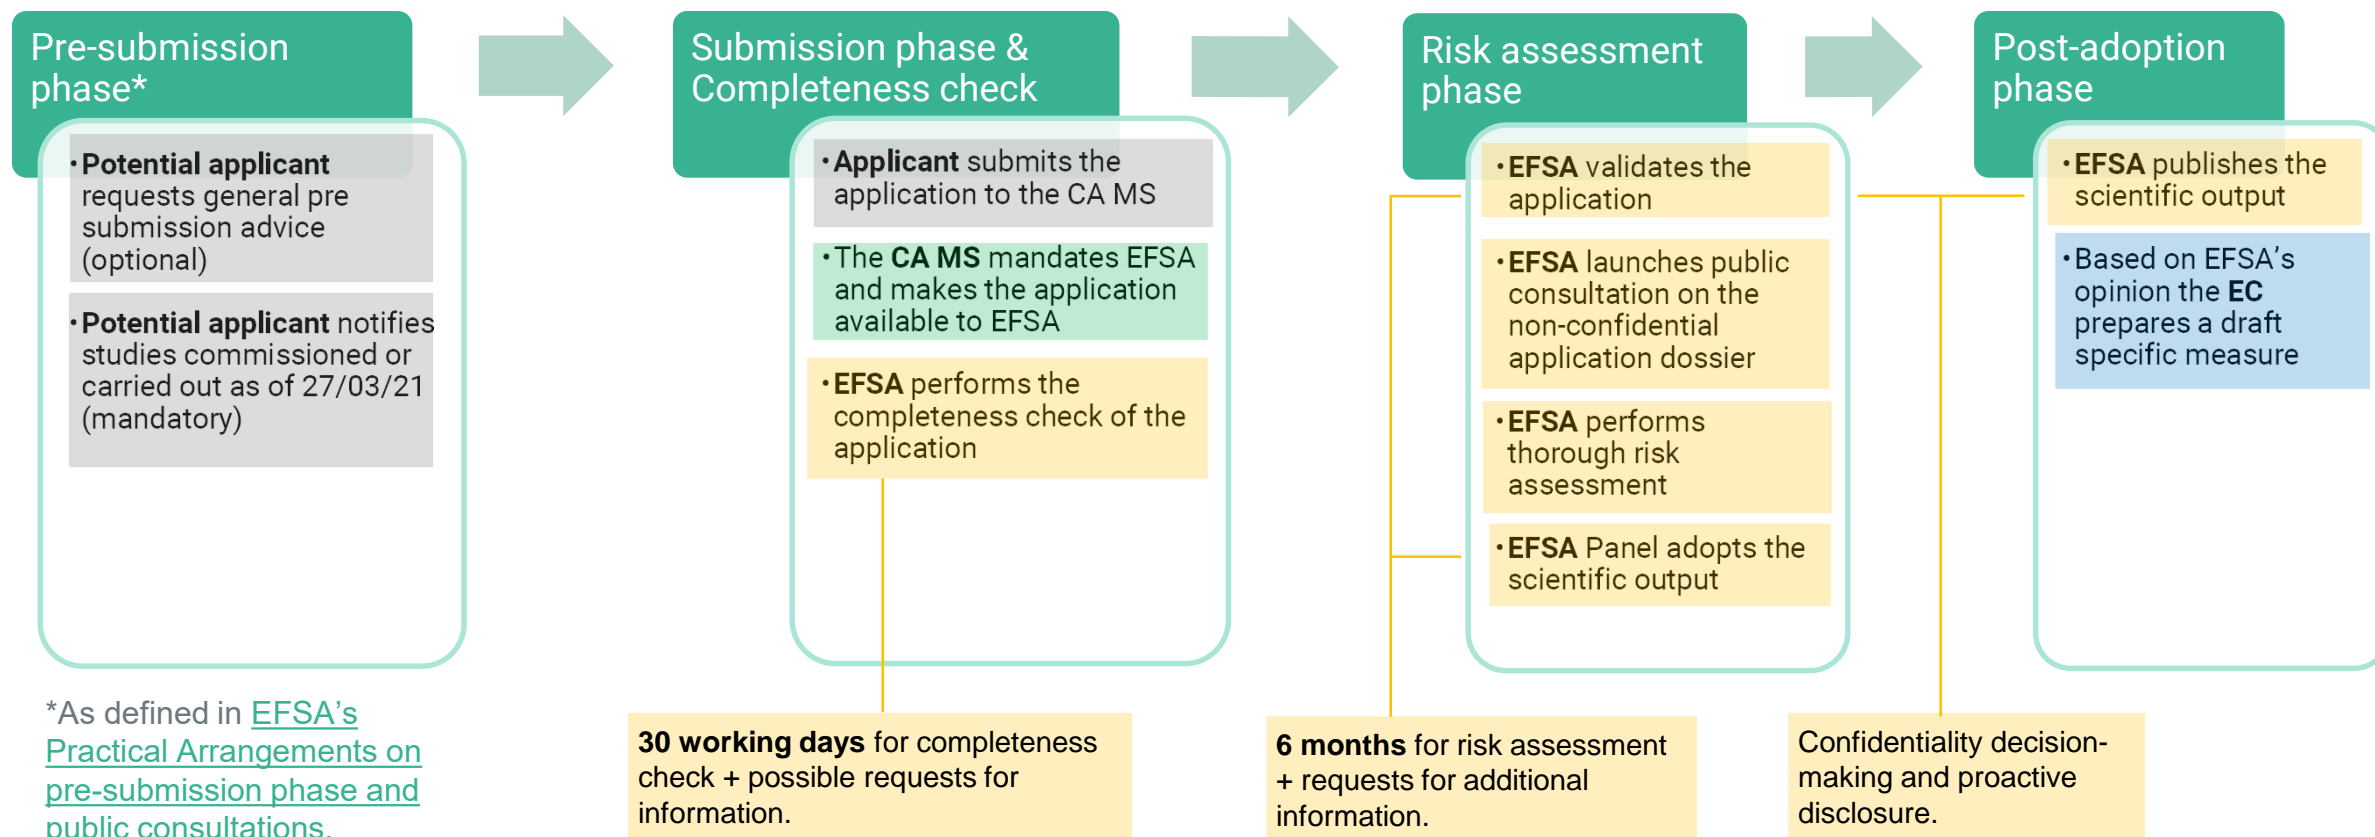 Pre-submission
phase*
· Potential applicant
requests general pre
submission advice
(optional)
· Potential applicant notifies
studies commissioned or
carried out as of 27/03/21
(mandatory)
*As defined in EFSA's
Practical Arrangements on
pre-submission phase and
public consultations.
Submission phase &
Completeness check
· Applicant submits the
application to the CA MS
· The CA MS mandates EFSA
and makes the application
available to EFSA
· EFSA performs the
completeness check of the
application
30 working days for completeness
check + possible requests for
information.
Risk assessment
phase
· EFSA validates the
application
· EFSA launches public
consultation on the
non-confidential
application dossier
· EFSA performs
thorough risk
assessment
· EFSA Panel adopts the
scientific output
6 months for risk assessment
+ requests for additional
information.
Post-adoption
phase
· EFSA publishes the
scientific output
· Based on EFSA's
opinion the EC
prepares a draft
specific measure
Confidentiality decision-
making and proactive
disclosure.